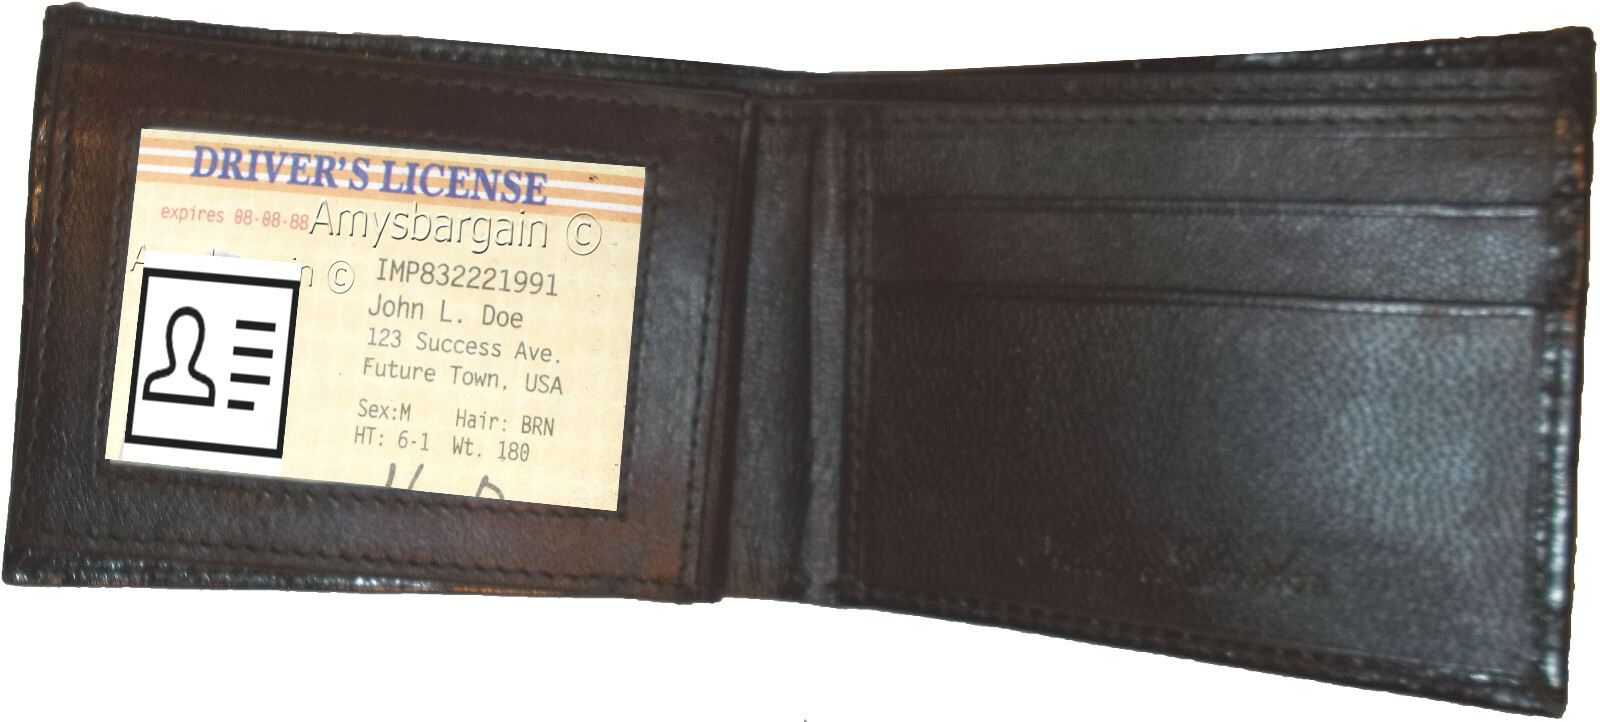 DRIVER'S LICENSE
expires 08-08-88
Amysbargain ©
©
IMP832221991
John L. Doe
123 Success Ave.
Future Town, USA
Sex:M Hair: BRN
HT: 6-1 Wt. 180